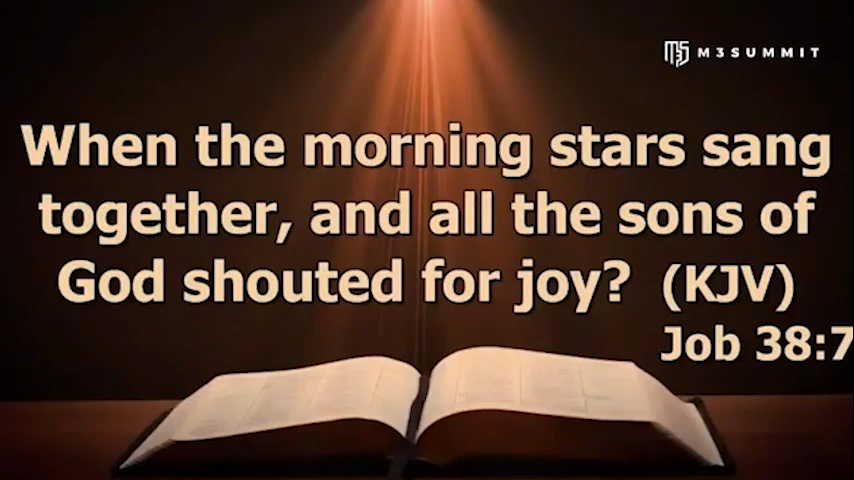 M3SUMMIT
When the morning stars sang
together, and all the sons of
God shouted for joy? (KJV)
Job 38:7